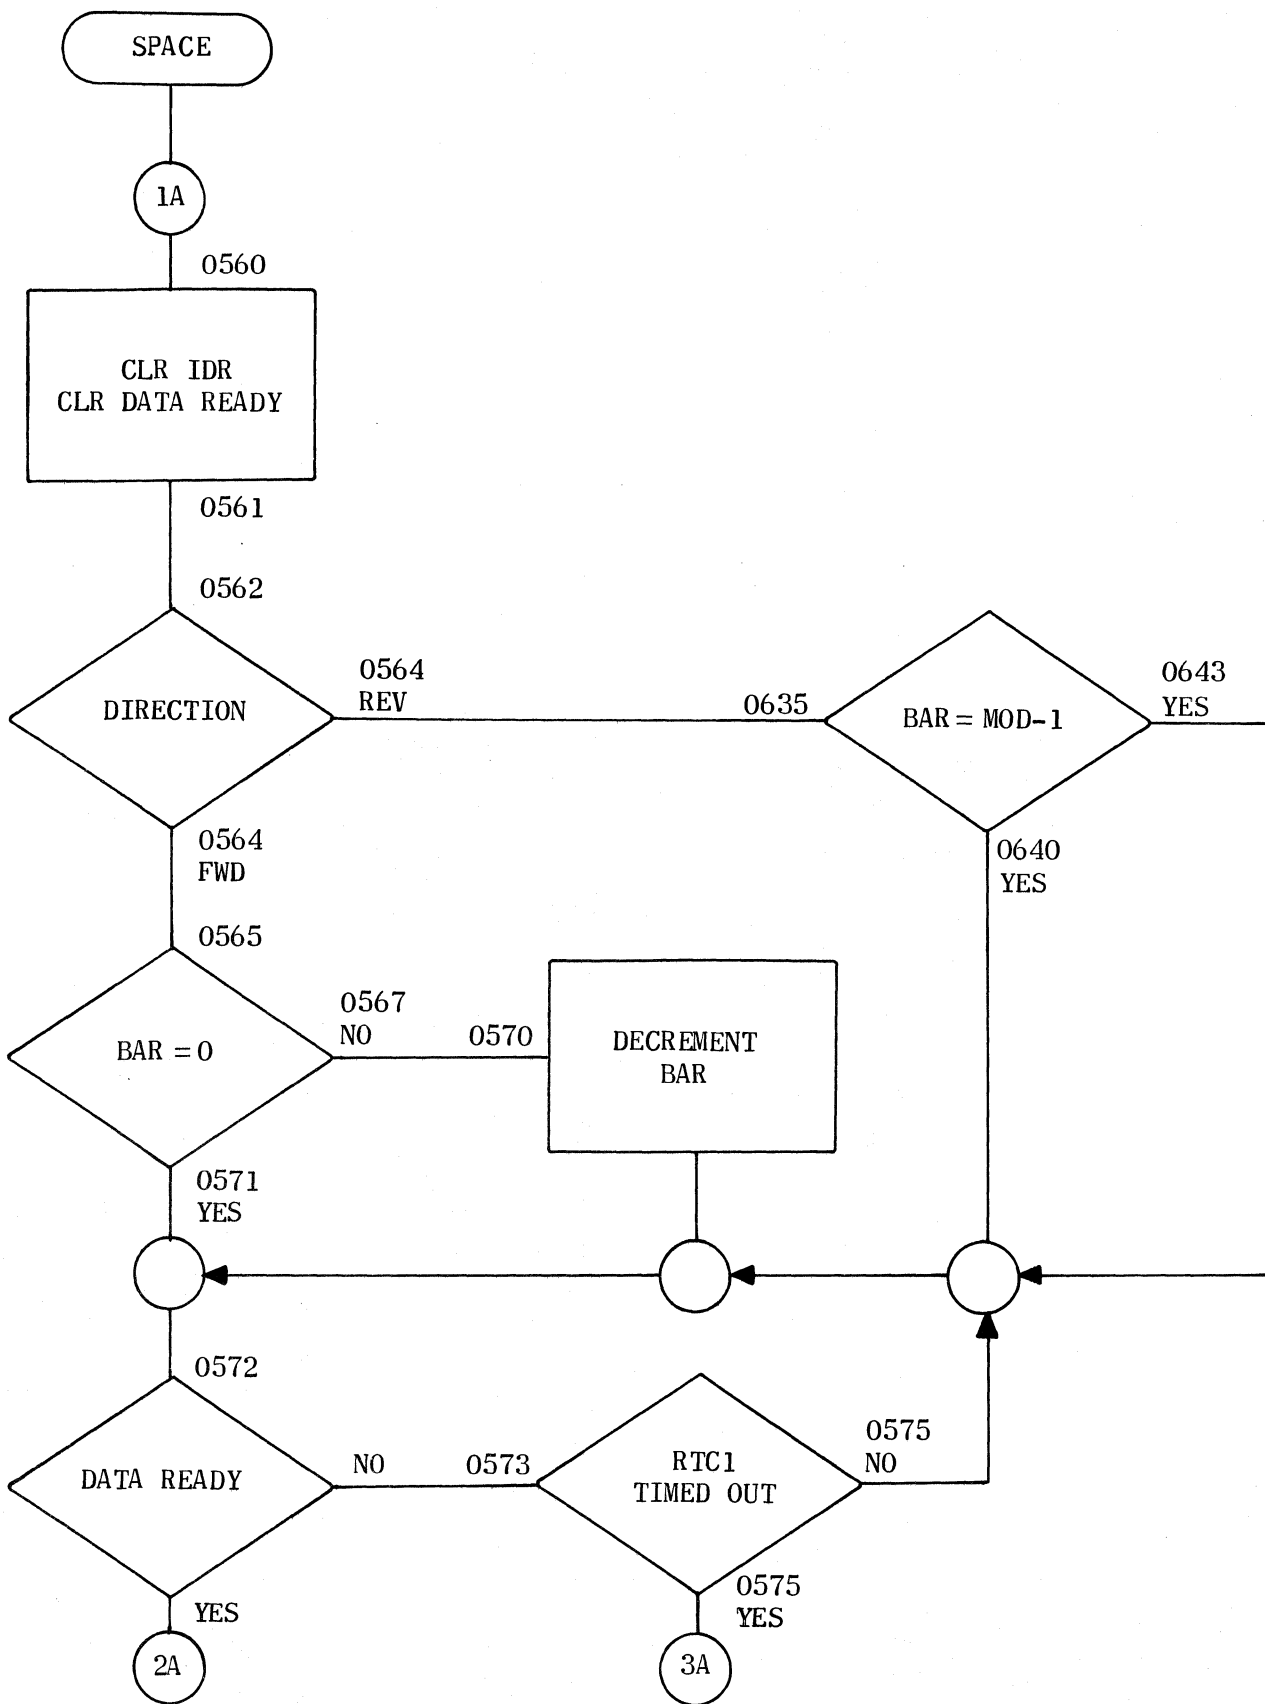 SPACE
1A
0560
CLR IDR
CLR DATA READY
0561
0562
DIRECTION
0564
REV
0635
BAR = MOD-1
0643
YES
0564
FWD
0640
YES
0565
BAR = 0
0567
NO
0570
DECREMENT
BAR
0571
YES
0572
DATA READY
NO
0573
RTC1
TIMED OUT
0575
NO
YES
0575
YES
2A
3A